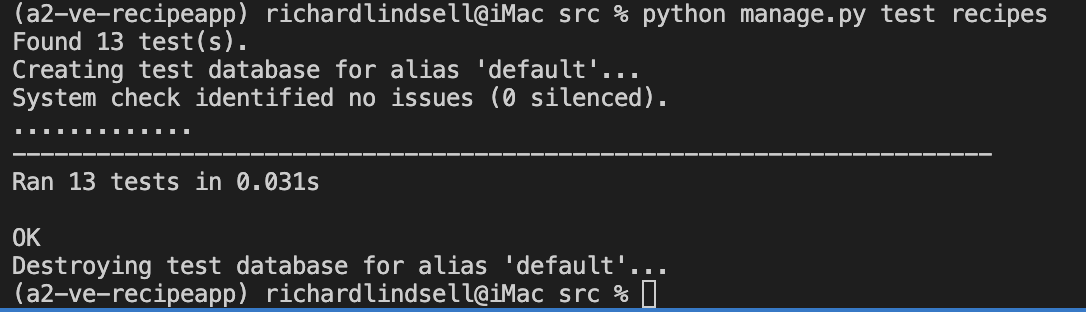 (a2-ve-recipeapp) richardlindsell@iMac src % python manage.py test recipes
Found 13 test(s).
Creating test database for alias 'default'...
System check identified no issues (0 silenced).
.............
----------------------------------------------------------------------
Ran 13 tests in 0.031s

OK
Destroying test database for alias 'default'...
(a2-ve-recipeapp) richardlindsell@iMac src %